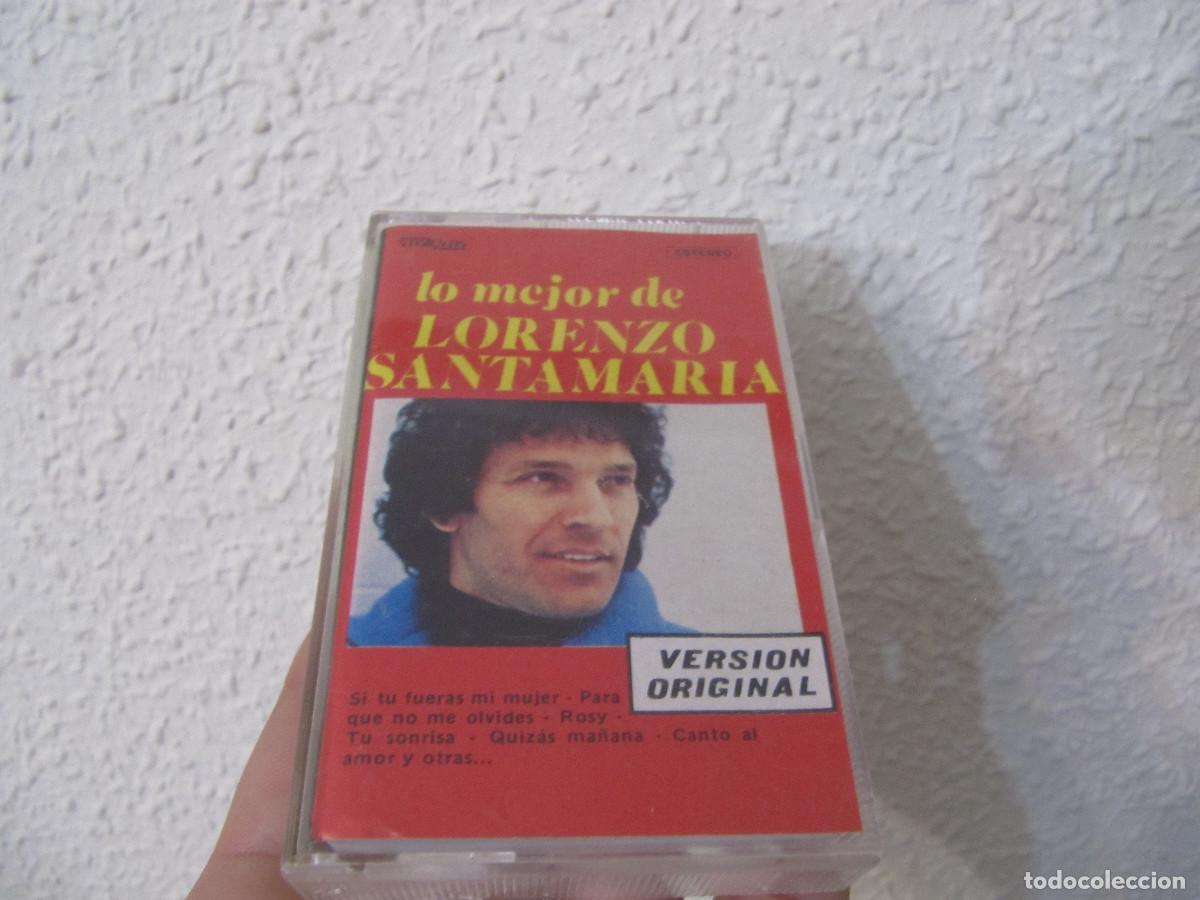 ESTEREO
lo mejor de
LORENZO
SANTAMARIA
VERSION
ORIGINAL
Si tu fueras mi mujer - Para
que no me olvides - Rosy -
Tu sonrisa - Quizás mañana - Canto al
amor y otras...
todocoleccion